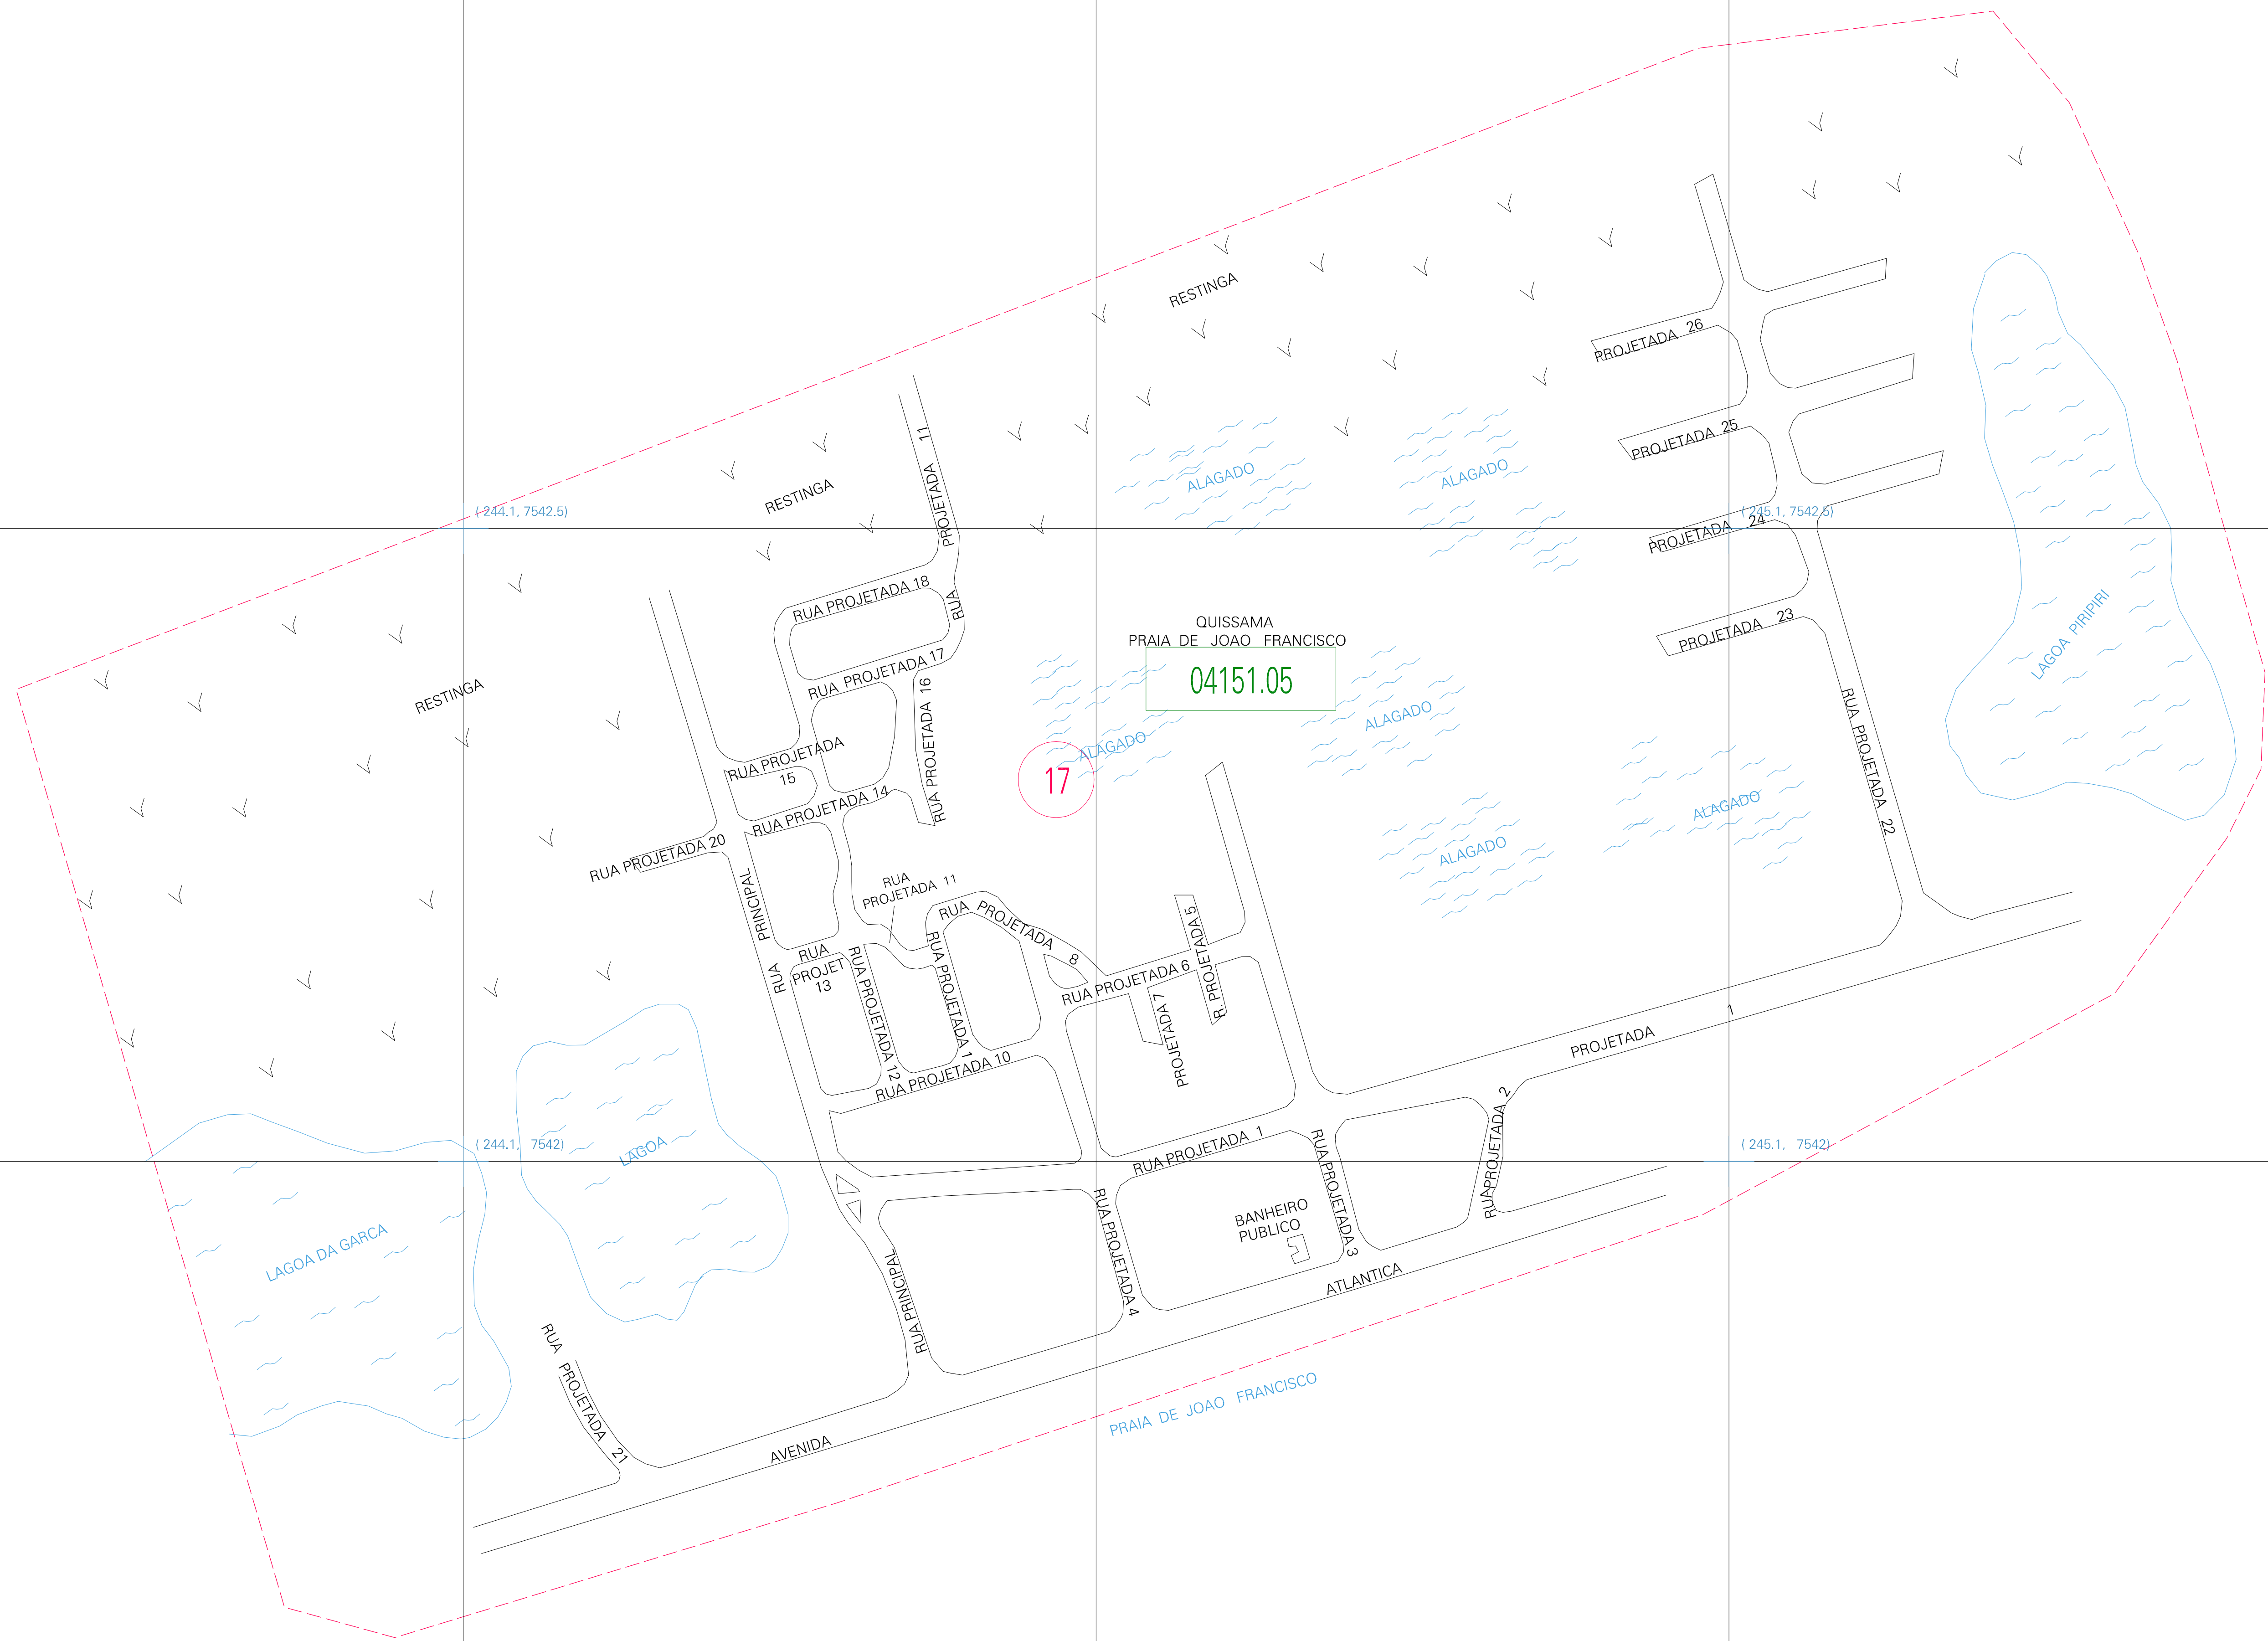 RESTINGA
PROJETADA 26
PROJETADA 11
RUA
PROJETADA 25
ALAGADO
ALAGADO
RESTINGA
( 244.1, 7542.5)
( 245.1, 7542.5)
PROJETADA 24
RUA PROJETADA 18
QUISSAMA
PRAIA DE JOAO FRANCISCO
04151.05
PROJETADA 23
LAGOA PIRIPIRI
RUA PROJETADA 17
RESTINGA
RUA PROJETADA 16
ALAGADO
ALAGADO
17
RUA PROJETADA
15
RUA PROJETADA 14
ALAGADO
RUA PROJETADA 22
RUA PROJETADA 20
ALAGADO
RUA PRINCIPAL
RUA
PROJETADA 11
RUA PROJETADA 8
RUA
PROJET
13
RUA PROJETADA 12
RUA PROJETADA 1
RUA PROJETADA 6
R. PROJETADA 5
PROJETADA 7
PROJETADA 1
RUA PROJETADA 10
RUA PROJETADA 2
( 244.1, 7542)
LAGOA
( 245.1, 7542)
RUA PROJETADA 1
RUA PROJETADA 3
RUA PROJETADA 4
BANHEIRO
PUBLICO
LAGOA DA GARCA
RUA PRINCIPAL
AVENIDA ATLANTICA
RUA PROJETADA 21
PRAIA DE JOAO FRANCISCO